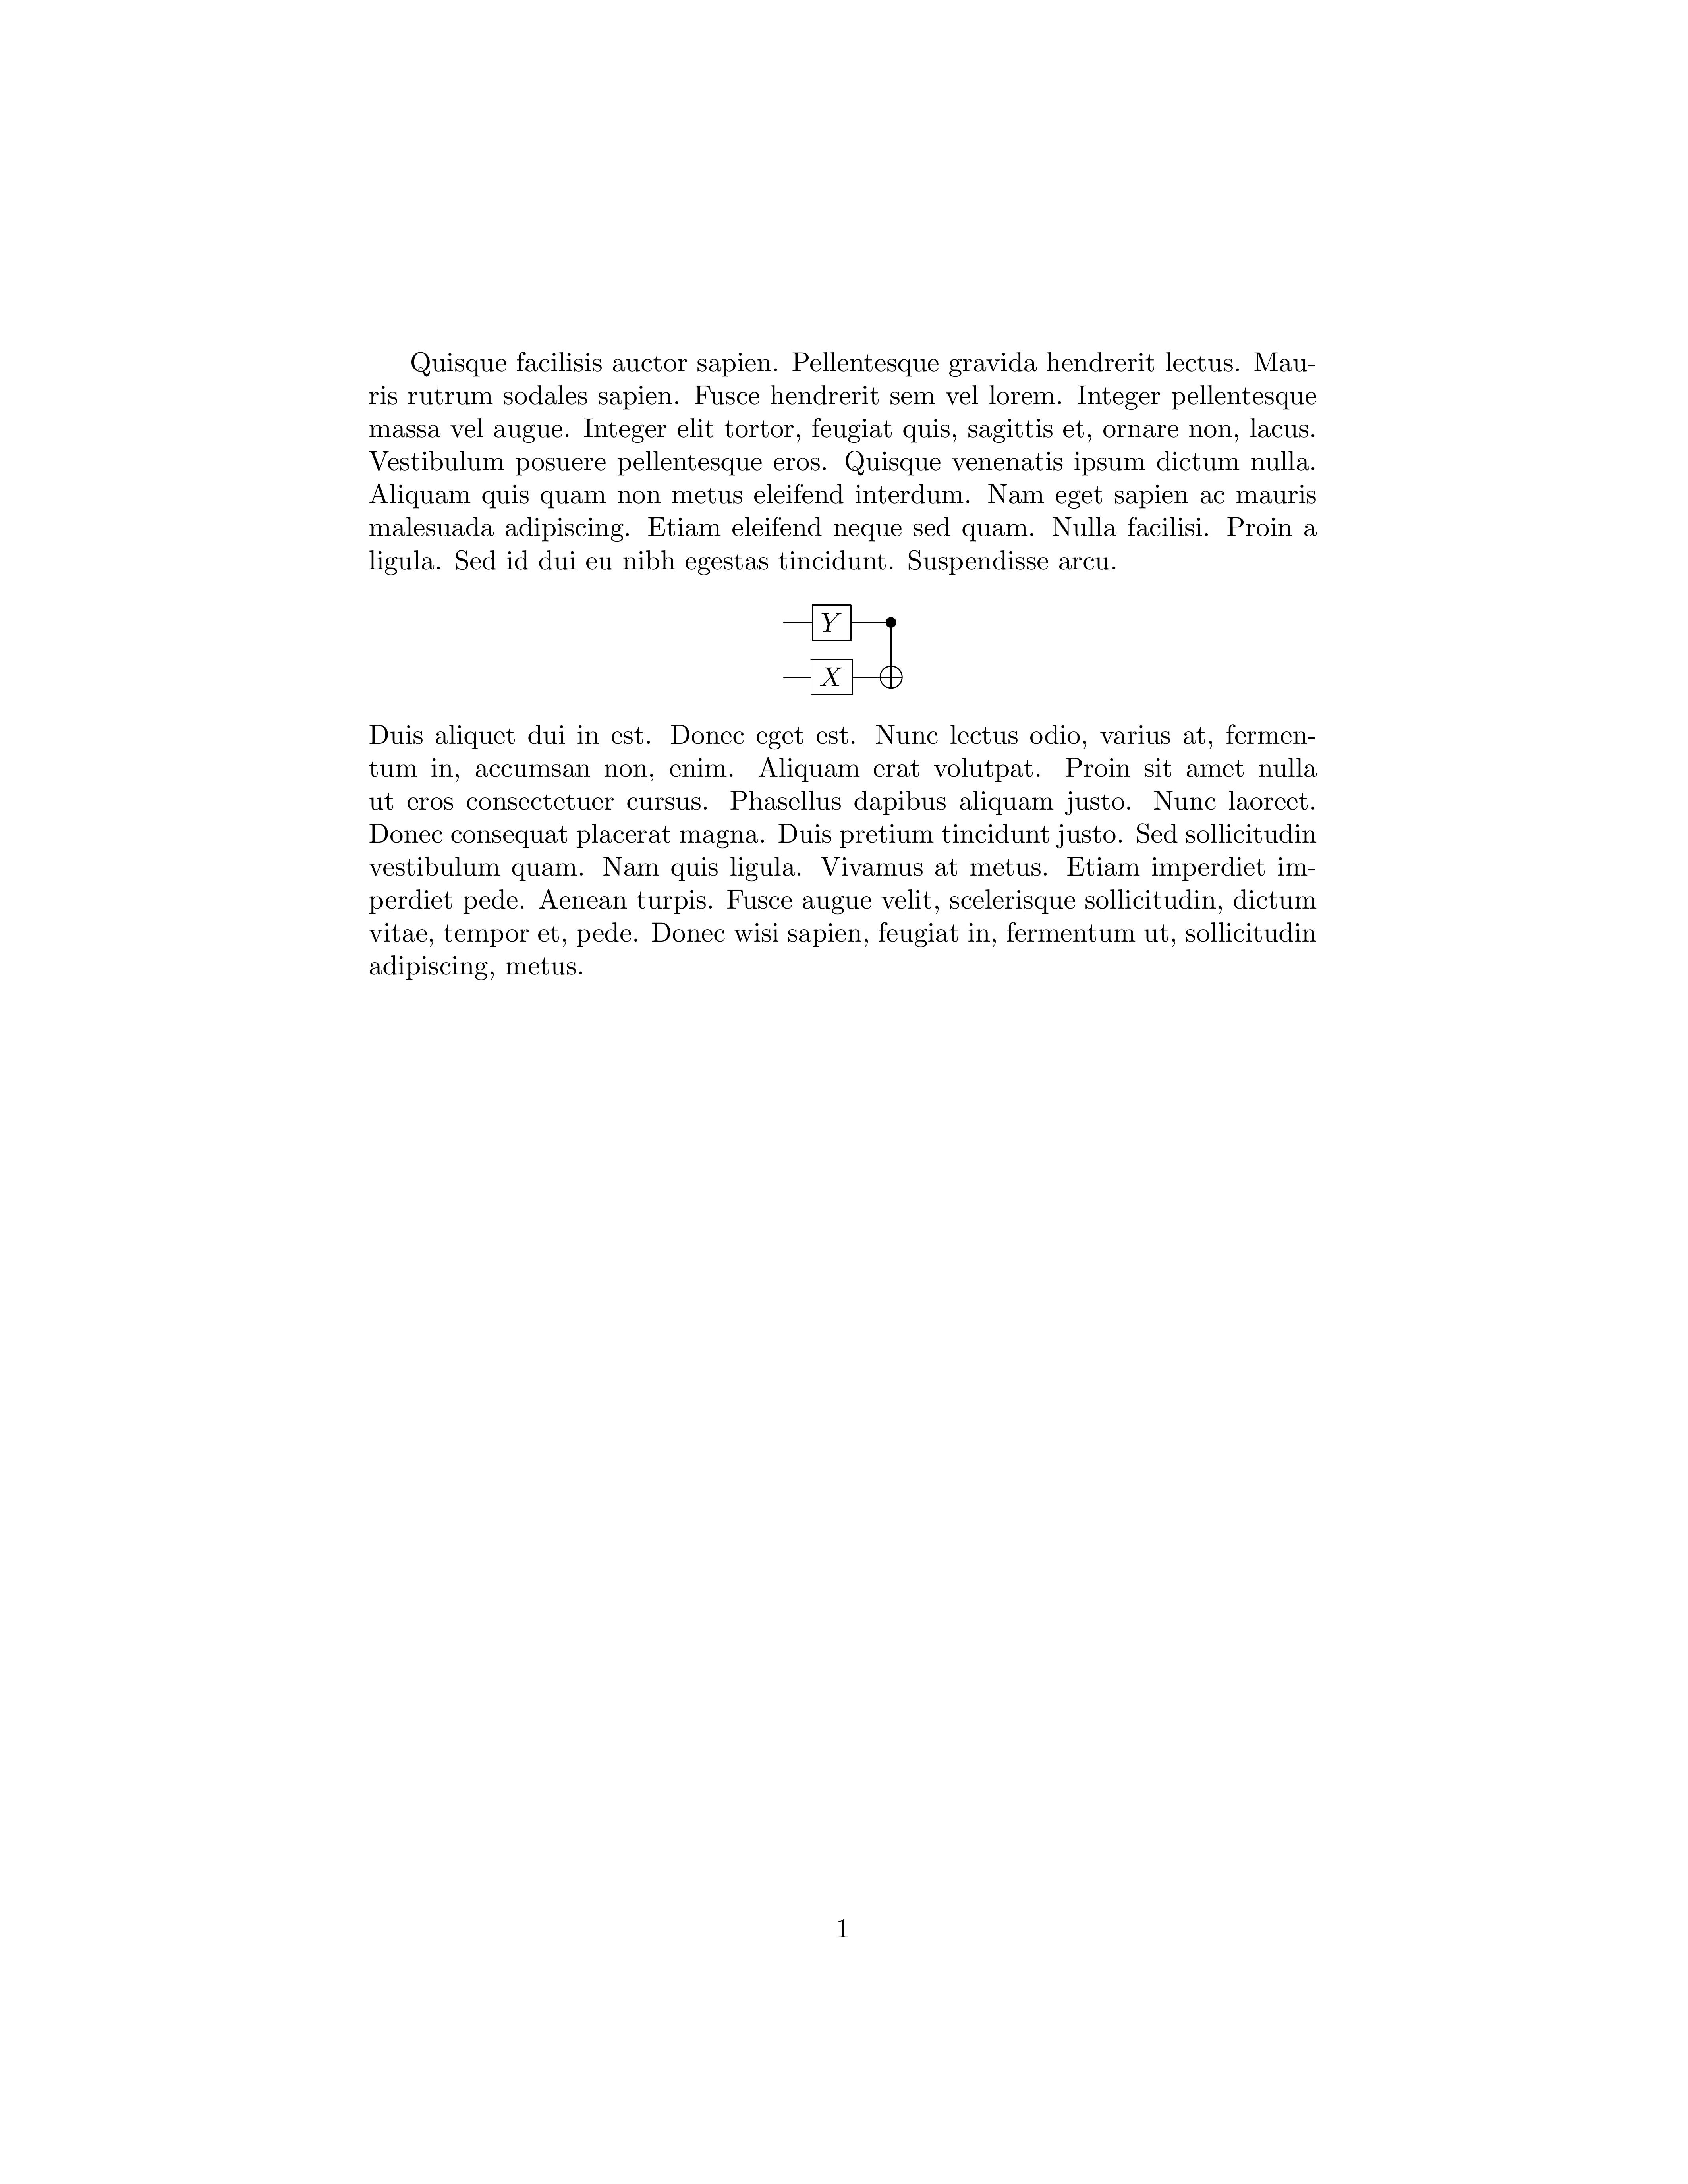 Quisque facilisis auctor sapien. Pellentesque gravida hendrerit lectus. Mau-
ris rutrum sodales sapien. Fusce hendrerit sem vel lorem. Integer pellentesque
massa vel augue. Integer elit tortor, feugiat quis, sagittis et, ornare non, lacus.
Vestibulum posuere pellentesque eros. Quisque venenatis ipsum dictum nulla.
Aliquam quis quam non metus eleifend interdum. Nam eget sapien ac mauris
malesuada adipiscing. Etiam eleifend neque sed quam. Nulla facilisi. Proin a
ligula. Sed id dui eu nibh egestas tincidunt. Suspendisse arcu.
Y
X
Duis aliquet dui in est. Donec eget est. Nunc lectus odio, varius at, fermen-
tum in, accumsan non, enim. Aliquam erat volutpat. Proin sit amet nulla
ut eros consectetuer cursus. Phasellus dapibus aliquam justo. Nunc laoreet.
Donec consequat placerat magna. Duis pretium tincidunt justo. Sed sollicitudin
vestibulum quam. Nam quis ligula. Vivamus at metus. Etiam imperdiet im-
perdiet pede. Aenean turpis. Fusce augue velit, scelerisque sollicitudin, dictum
vitae, tempor et, pede. Donec wisi sapien, feugiat in, fermentum ut, sollicitudin
adipiscing, metus.
1